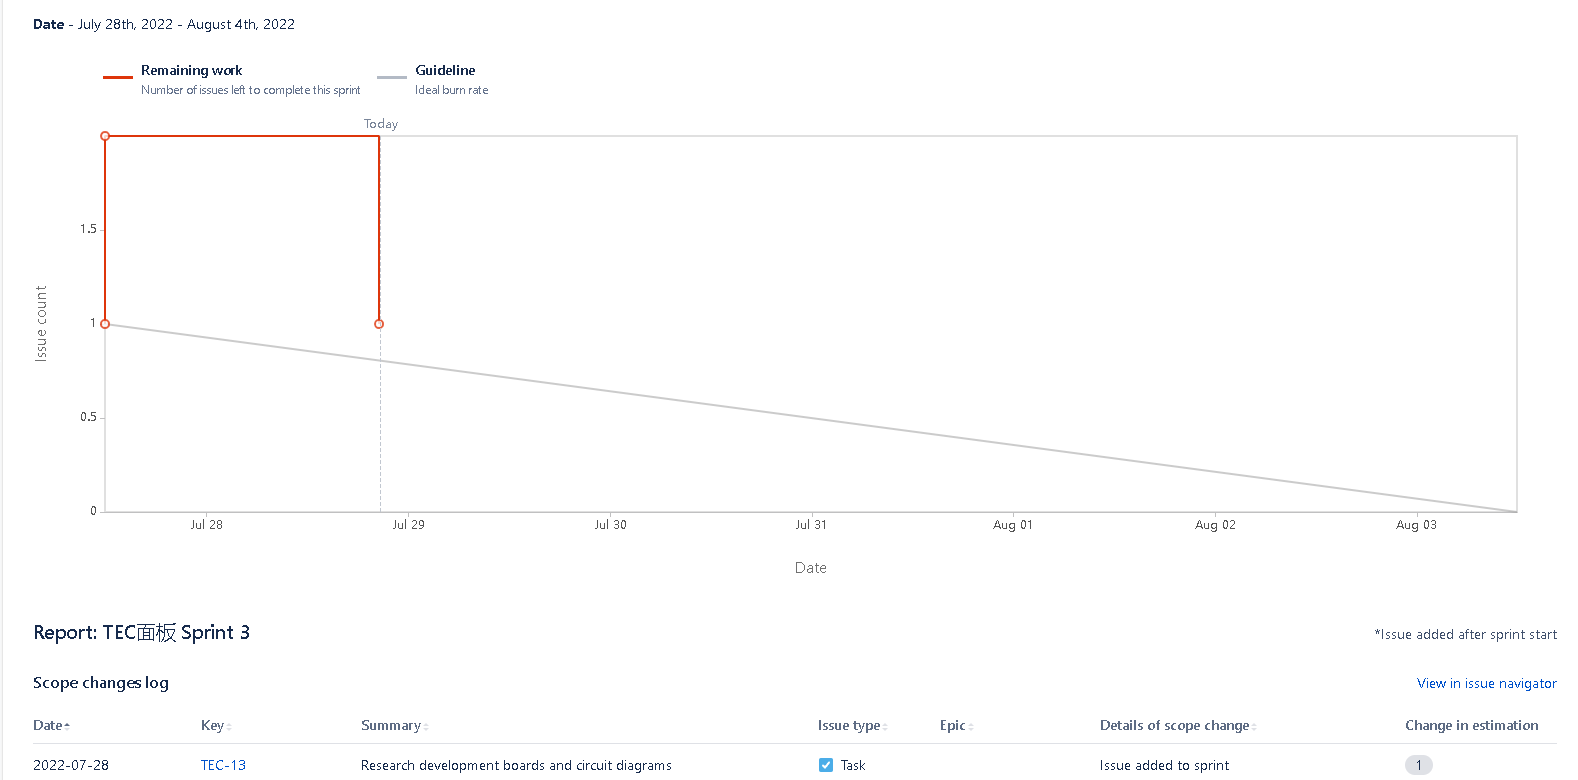 Date - July 28th, 2022 - August 4th, 2022
Remaining work
Number of issues left to complete this sprint
Guideline
Ideal burn rate
Today
1.5
1
0.5
0
Issue count
Jul 28
Jul 29
Jul 30
Jul 31
Aug 01
Aug 02
Aug 03
Date
Report: TEC面板 Sprint 3
*Issue added after sprint start
Scope changes log
View in issue navigator
Date Key Summary Issue type Epic Details of scope change Change in estimation
2022-07-28 TEC-13 Research development boards and circuit diagrams Task Issue added to sprint 1